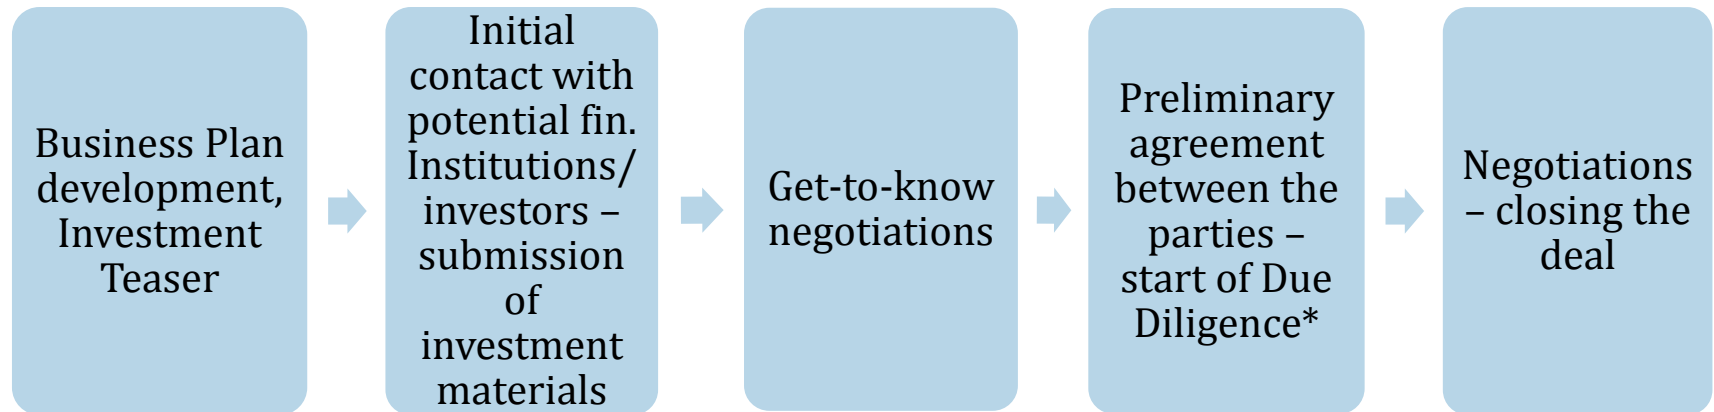 Business Plan
development,
Investment
Teaser
Initial
contact with
potential fin.
Institutions/
investors –
submission
of
investment
materials
Get-to-know
negotiations
Preliminary
agreement
between the
parties –
start of Due
Diligence*
Negotiations
– closing the
deal